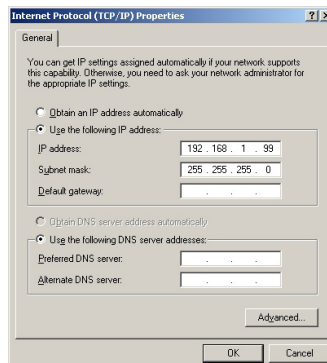 Internet Protocol (TCP/IP) Properties
General
You can get IP settings assigned automatically if your network supports
this capability. Otherwise, you need to ask your network administrator for
the appropriate IP settings.
Obtain an IP address automatically
Use the following IP address:
IP address: 192 . 168 . 1 . 99
Subnet mask: 255 . 255 . 255 . 0
Default gateway: . . .
Obtain DNS server address automatically
Use the following DNS server addresses:
Preferred DNS server: . . .
Alternate DNS server: . . .
Advanced...
OK Cancel